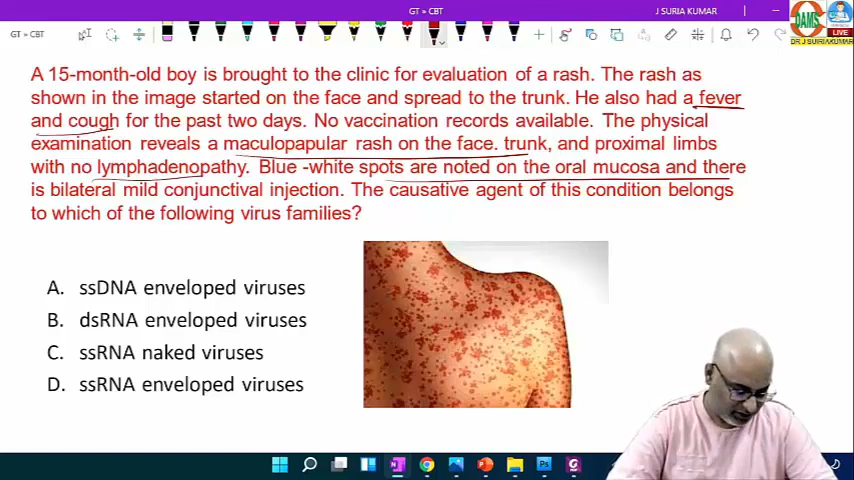 GT » CBT
J SURIA KUMAR
GT » CBT
DAMS
LIVE
DR J SURIAKUMAR
A 15-month-old boy is brought to the clinic for evaluation of a rash. The rash as
shown in the image started on the face and spread to the trunk. He also had a fever
and cough for the past two days. No vaccination records available. The physical
examination reveals a maculopapular rash on the face. trunk, and proximal limbs
with no lymphadenopathy. Blue -white spots are noted on the oral mucosa and there
is bilateral mild conjunctival injection. The causative agent of this condition belongs
to which of the following virus families?
A. ssDNA enveloped viruses
B. dsRNA enveloped viruses
C. ssRNA naked viruses
D. ssRNA enveloped viruses